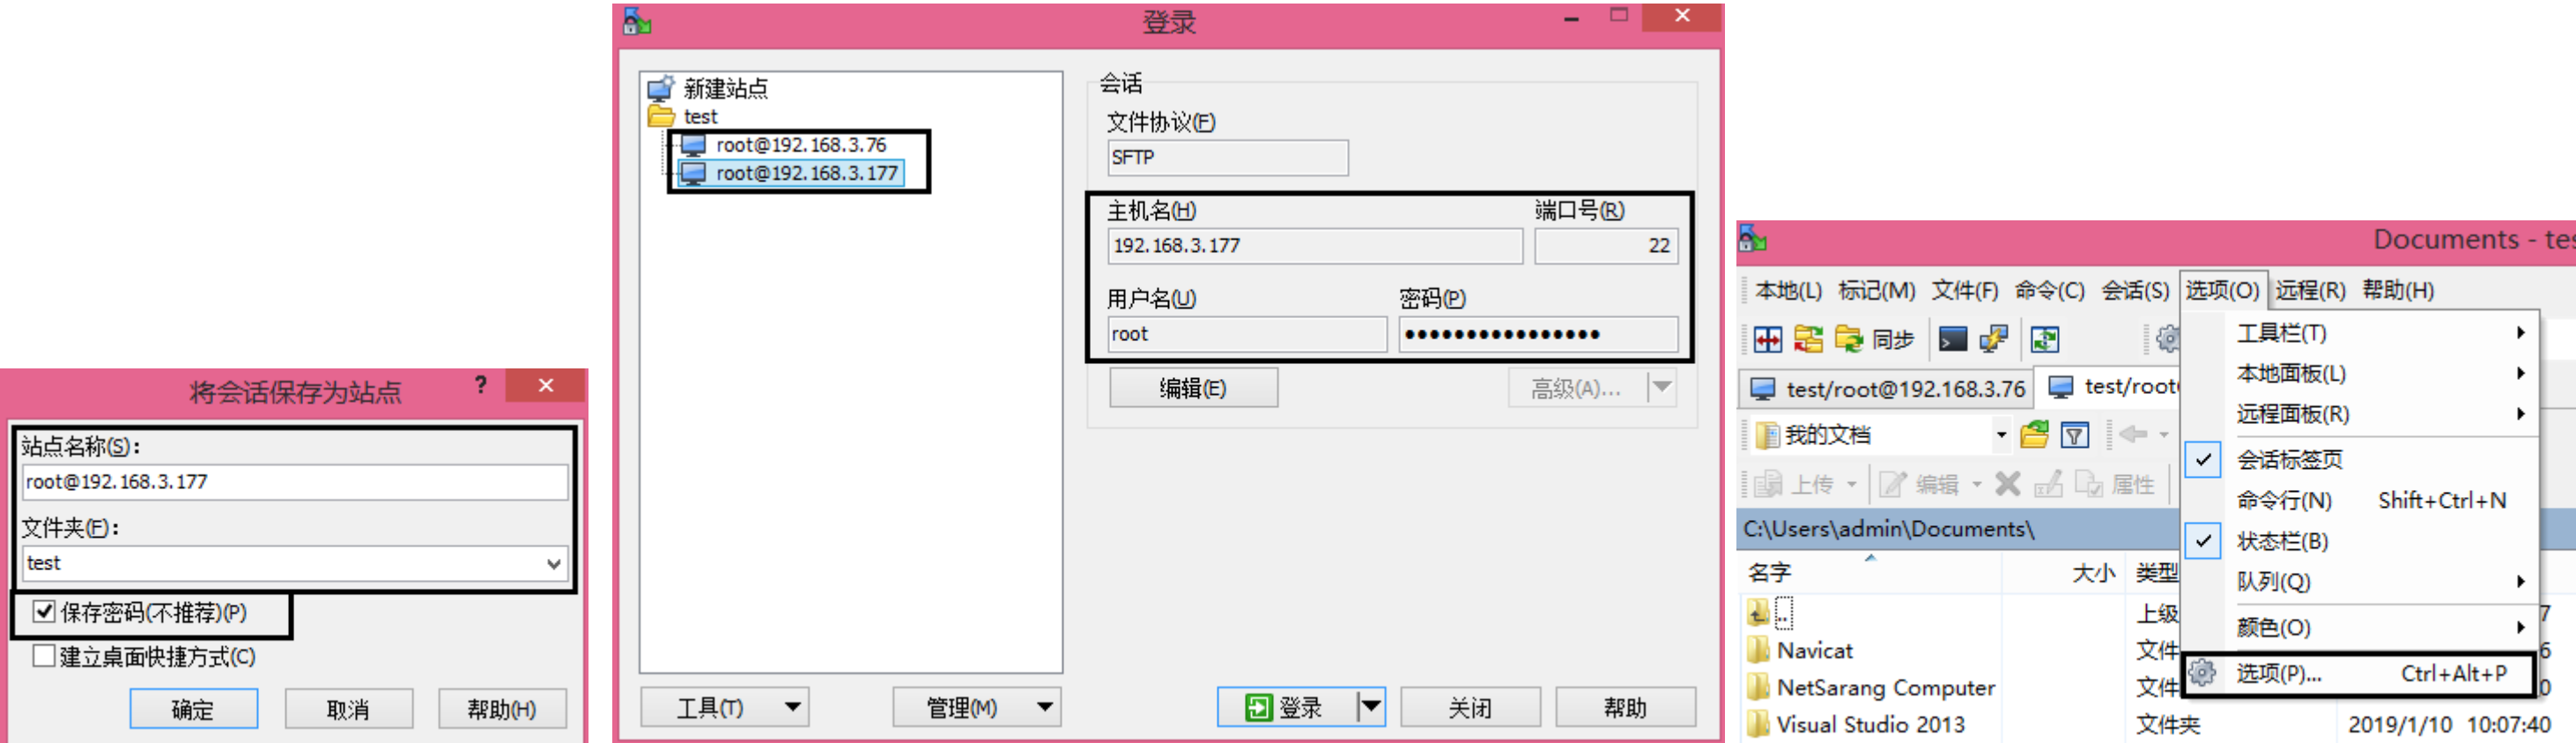 将会话保存为站点
站点名称(S):
root@192.168.3.177
文件夹(F):
test
保存密码(不推荐)(P)
建立桌面快捷方式(C)
确定 取消 帮助(H)
登录
新建站点
test
root@192.168.3.76
root@192.168.3.177
会话
文件协议(F)
SFTP
主机名(H) 端口号(R)
192.168.3.177 22
用户名(U) 密码(P)
root ••••••••••••••••
编辑(E) 高级(A)...
工具(T) 管理(M) 登录 关闭 帮助
Documents - tes
本地(L) 标记(M) 文件(F) 命令(C) 会话(S) 选项(O) 远程(R) 帮助(H)
同步
test/root@192.168.3.76 test/root
我的文档
上传 编辑 属性
C:\Users\admin\Documents\
名字 大小 类型
..
上级
Navicat 文件
NetSarang Computer 文件
Visual Studio 2013 文件夹 2019/1/10 10:07:40
工具栏(T)
本地面板(L)
远程面板(R)
会话标签页
命令行(N) Shift+Ctrl+N
状态栏(B)
队列(Q)
颜色(O)
选项(P)... Ctrl+Alt+P